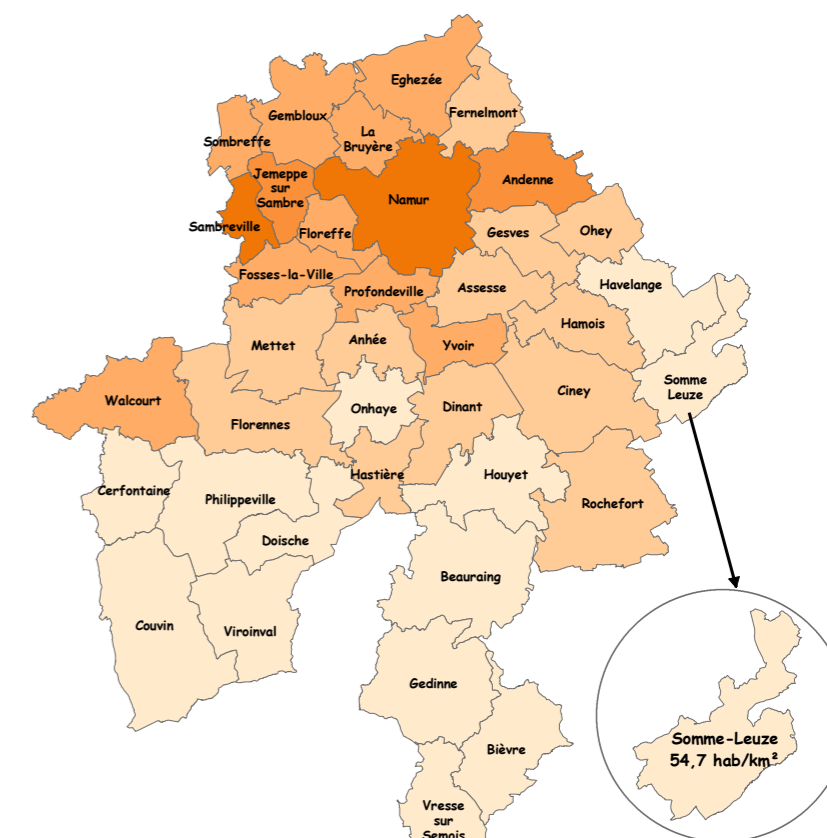 Eghezée
Fernelmont
Gembloux
La
Bruyère
Sombreffe
Jemeppe
sur
Sambre
Andenne
Namur
Sambreville
Floreffe
Gesves
Ohey
Fosses-la-Ville
Profondeville
Assesse
Havelange
Hamois
Mettet
Anhée
Yvoir
Somme
Leuze
Walcourt
Onhaye
Dinant
Ciney
Florennes
Hastière
Houyet
Cerfontaine
Philippeville
Rochefort
Doische
Beauraing
Couvin
Viroinval
Gedinne
Bièvre
Somme-Leuze
54,7 hab/km²
Vresse
sur
Semois